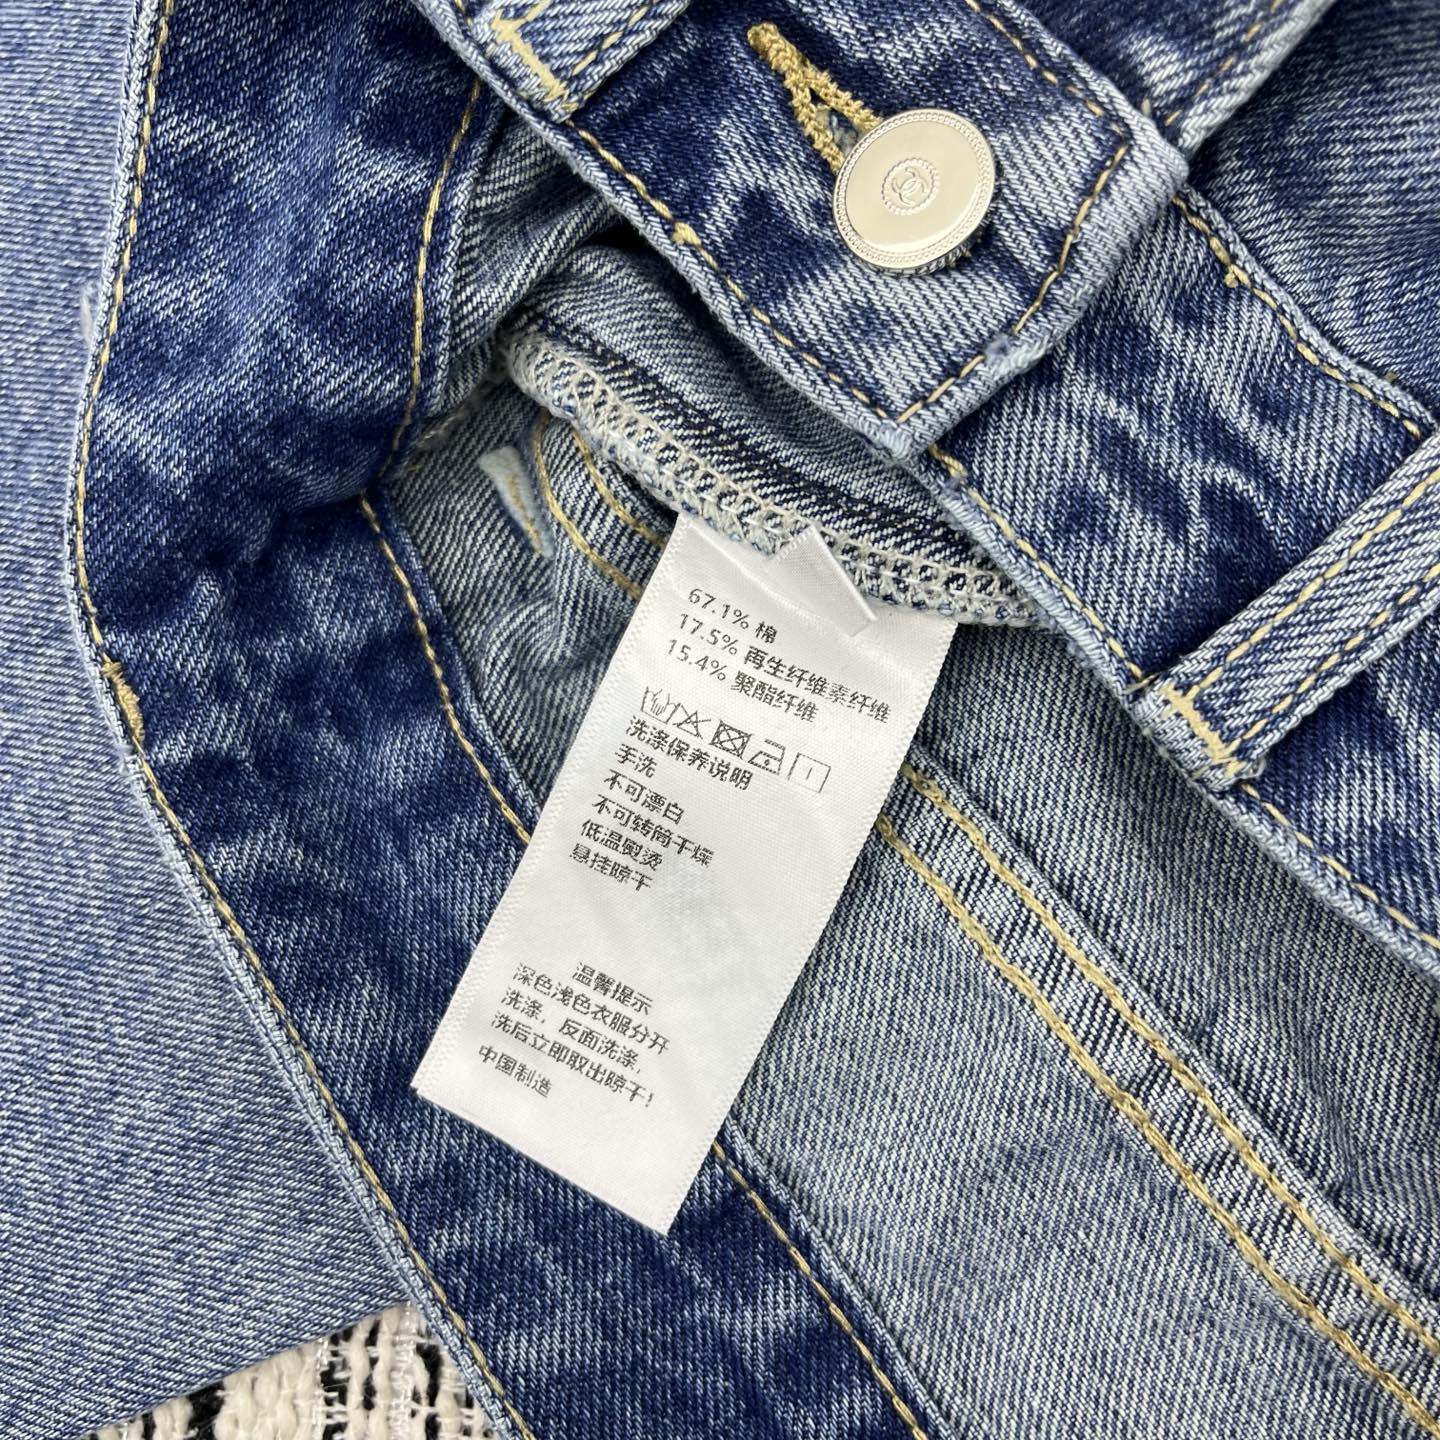 67.1% 棉
17.5% 再生纤维素纤维
15.4% 聚酯纤维
洗涤保养说明
手洗
不可漂白
不可转筒干燥
低温熨烫
悬挂晾干
温馨提示
深色浅色衣服分开
洗涤，反面洗涤，
洗后立即取出晾干！
中国制造